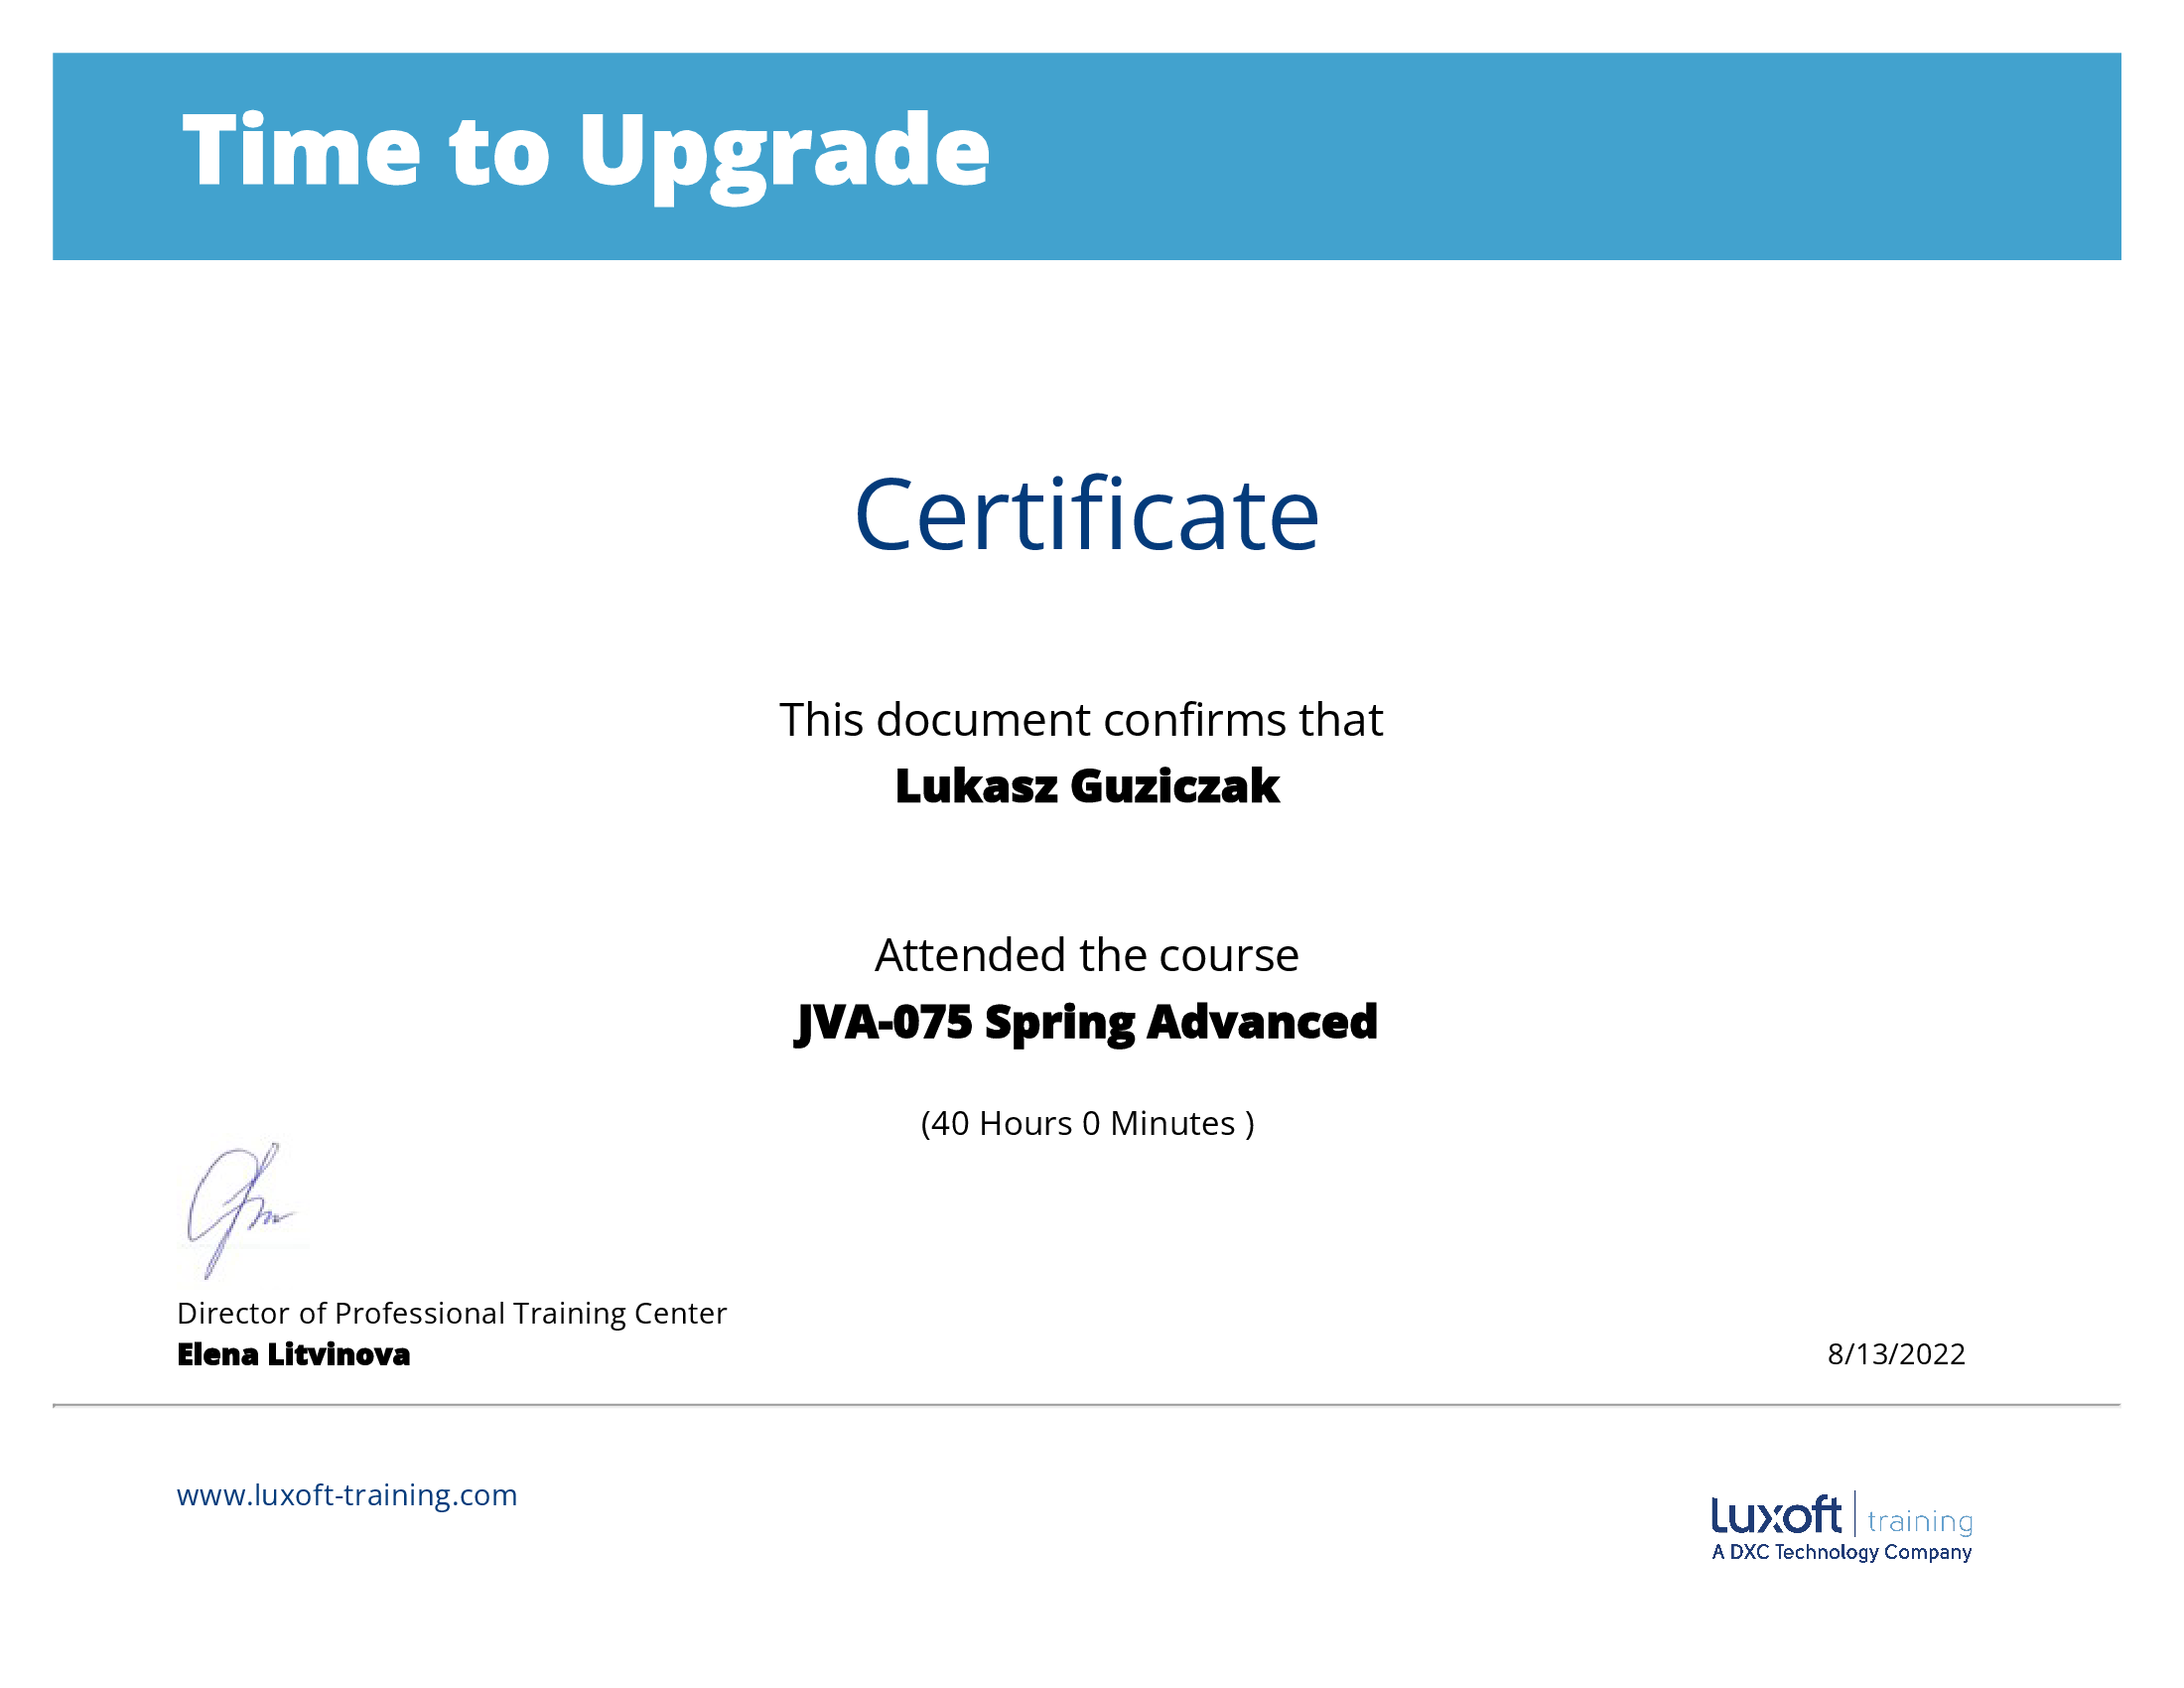 Time to Upgrade
Certificate
This document confirms that
Lukasz Guziczak
Attended the course
JVA-075 Spring Advanced
(40 Hours 0 Minutes )
Director of Professional Training Center
Elena Litvinova
8/13/2022
www.luxoft-training.com
luxoft training
A DXC Technology Company